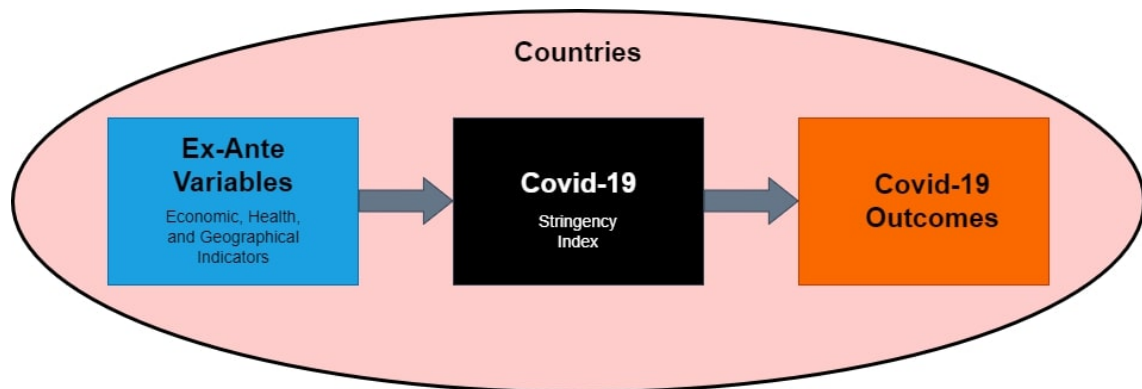 Countries
Ex-Ante
Variables
Economic, Health,
and Geographical
Indicators
Covid-19
Stringency
Index
Covid-19
Outcomes